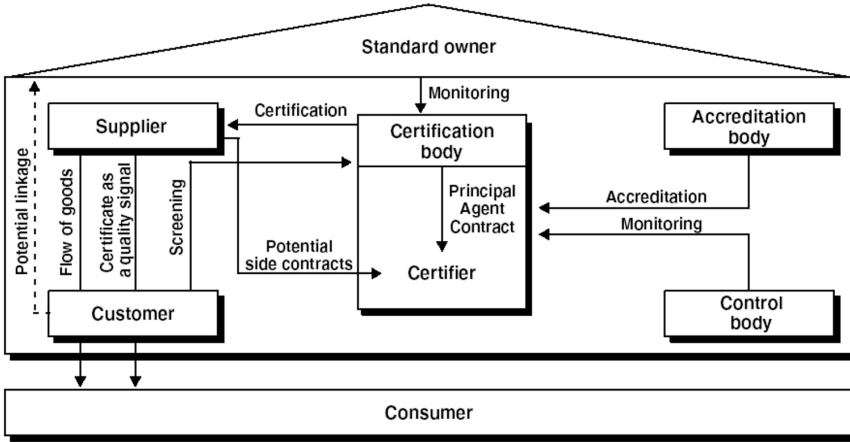 Standard owner
Monitoring
Certification
Supplier
Certification
body
Accreditation
body
Potential linkage
Flow of goods
Certificate as
a quality signal
Screening
Principal
Agent
Contract
Accreditation
Monitoring
Potential
side contracts
Certifier
Customer
Control
body
Consumer